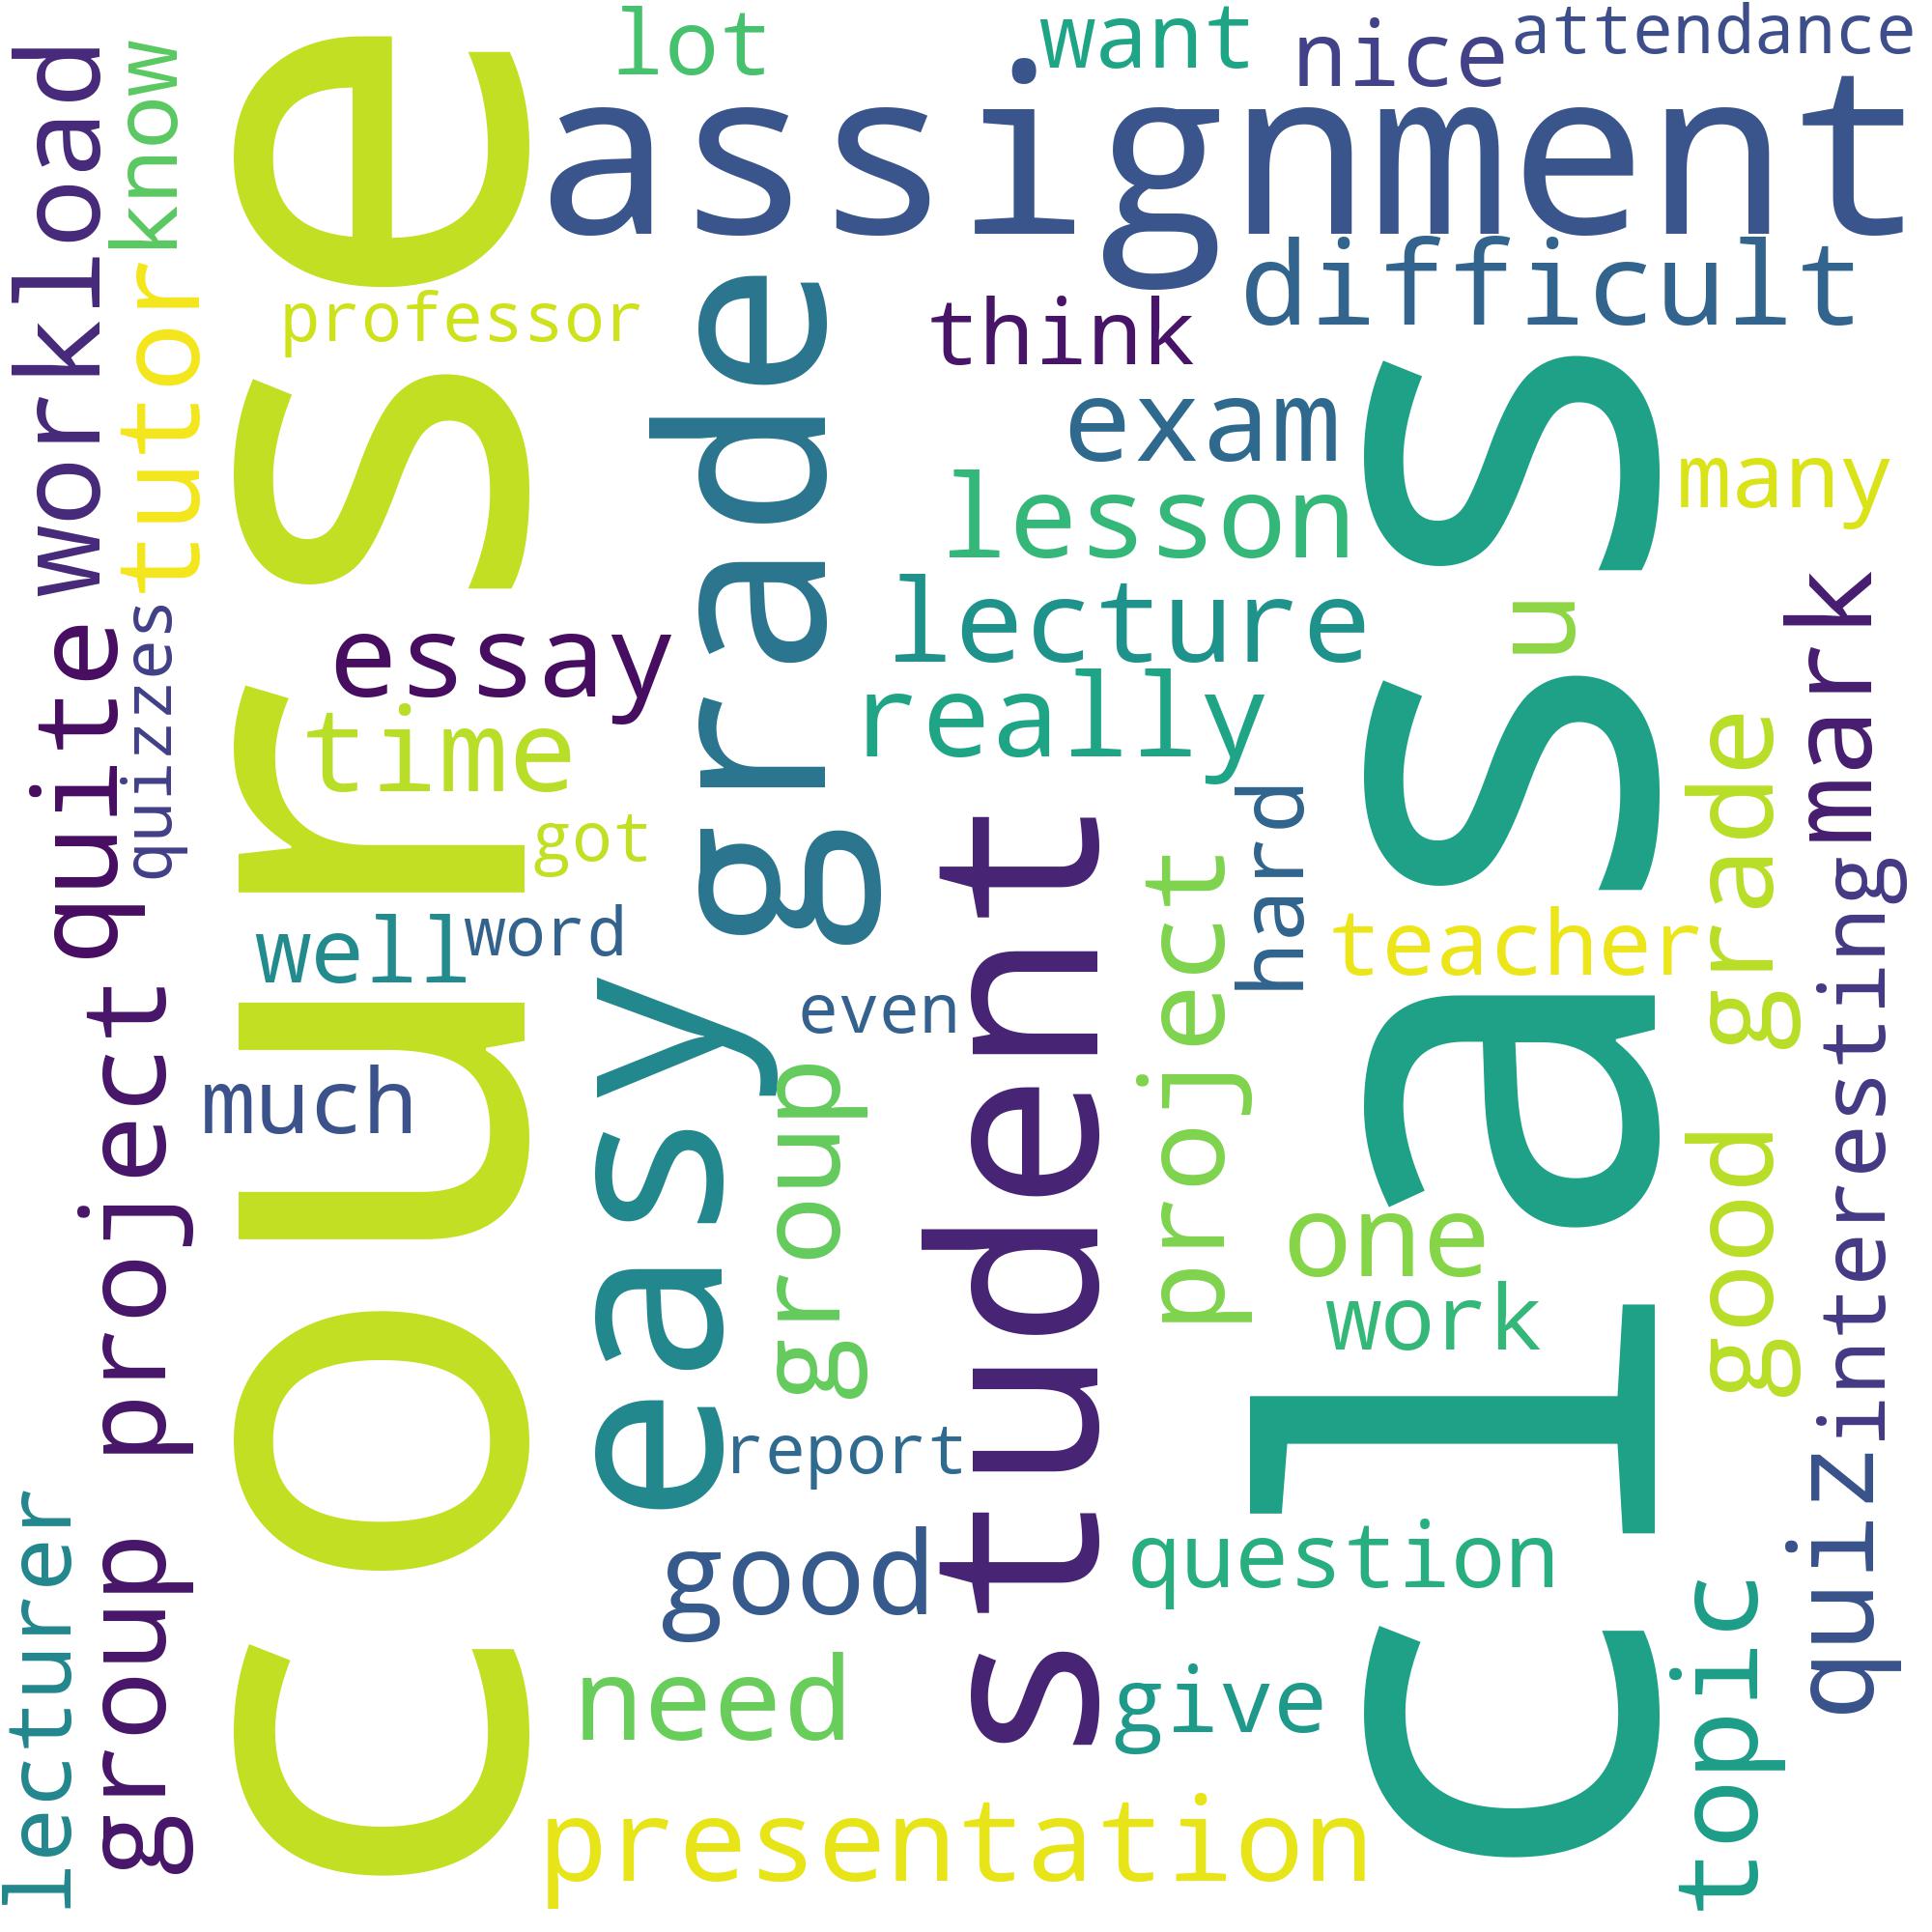 lot
want
nice
attendance
workload
know
course
assignment
difficult
tutor
professor
grade
think
exam
class
many
lesson
lecture
u
mark
quite
quizzes
essay
time
really
got
hard
good grade
well
word
even
student
project
teacher
interesting
group project
much
easy
group
one
work
report
lecturer
good
question
quiz
need
give
topic
presentation